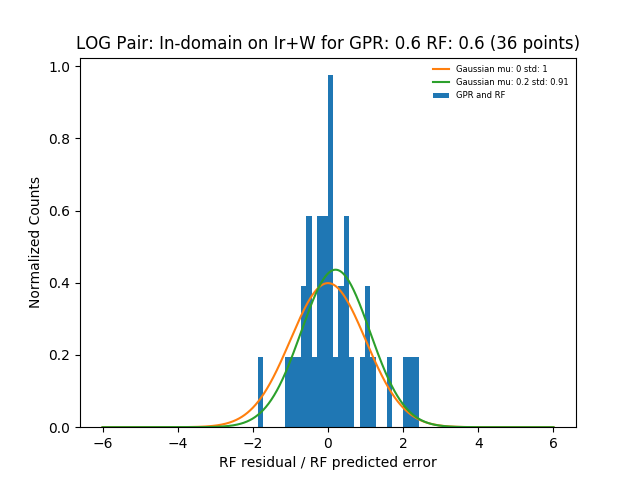 LOG Pair: In-domain on Ir+W for GPR: 0.6 RF: 0.6 (36 points)
Gaussian mu: 0 std: 1
Gaussian mu: 0.2 std: 0.91
GPR and RF
Normalized Counts
1.0
0.8
0.6
0.4
0.2
0.0
−6 −4 −2 0 2 4 6
RF residual / RF predicted error